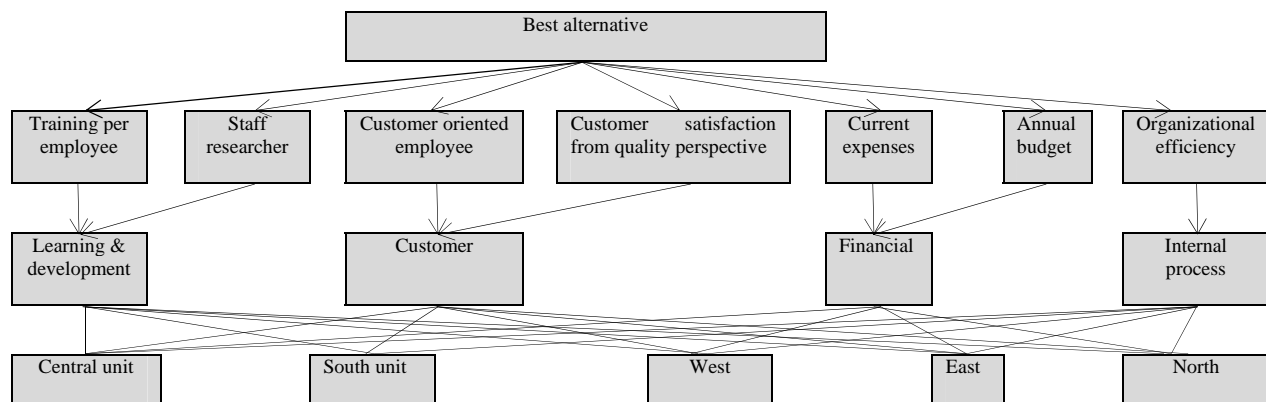 Best alternative
Training per
employee
Staff
researcher
Customer oriented
employee
Customer satisfaction
from quality perspective
Current
expenses
Annual
budget
Organizational
efficiency
Learning &
development
Customer
Financial
Internal
process
Central unit
South unit
West
East
North